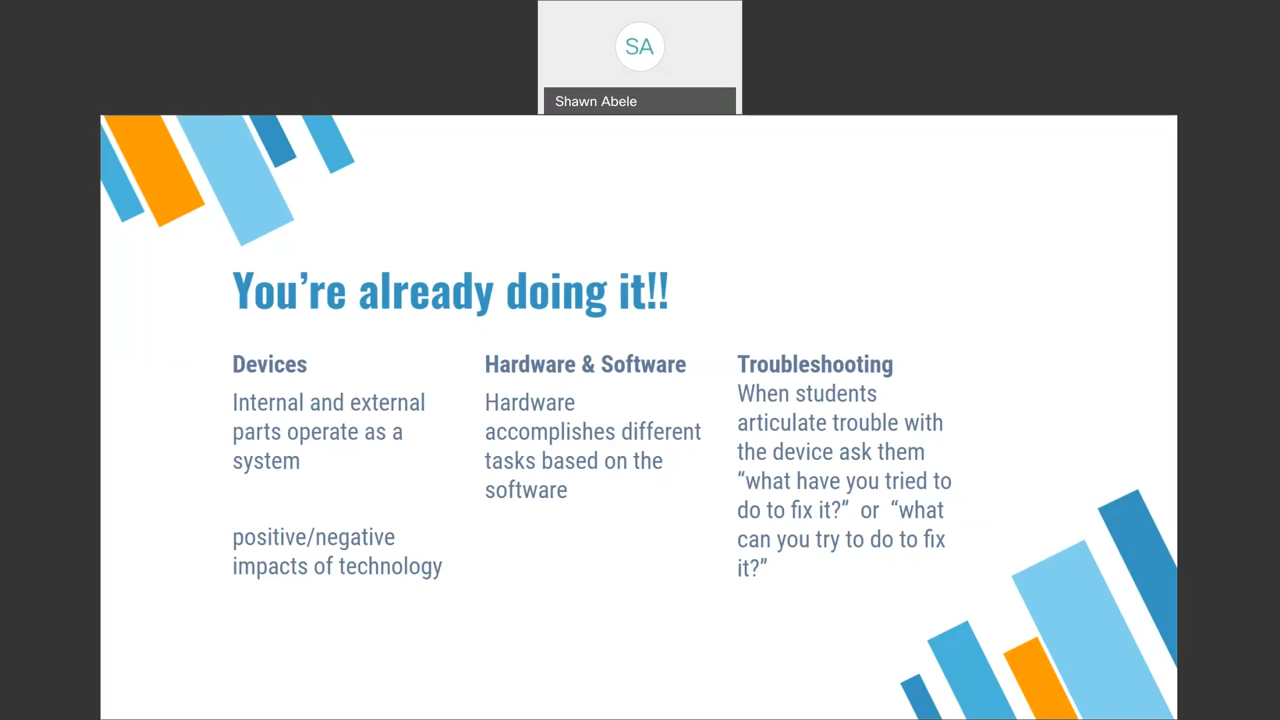 SA
Shawn Abele
You’re already doing it!!
Devices
Internal and external
parts operate as a
system
positive/negative
impacts of technology
Hardware & Software
Hardware
accomplishes different
tasks based on the
software
Troubleshooting
When students
articulate trouble with
the device ask them
“what have you tried to
do to fix it?”  or  “what
can you try to do to fix
it?”